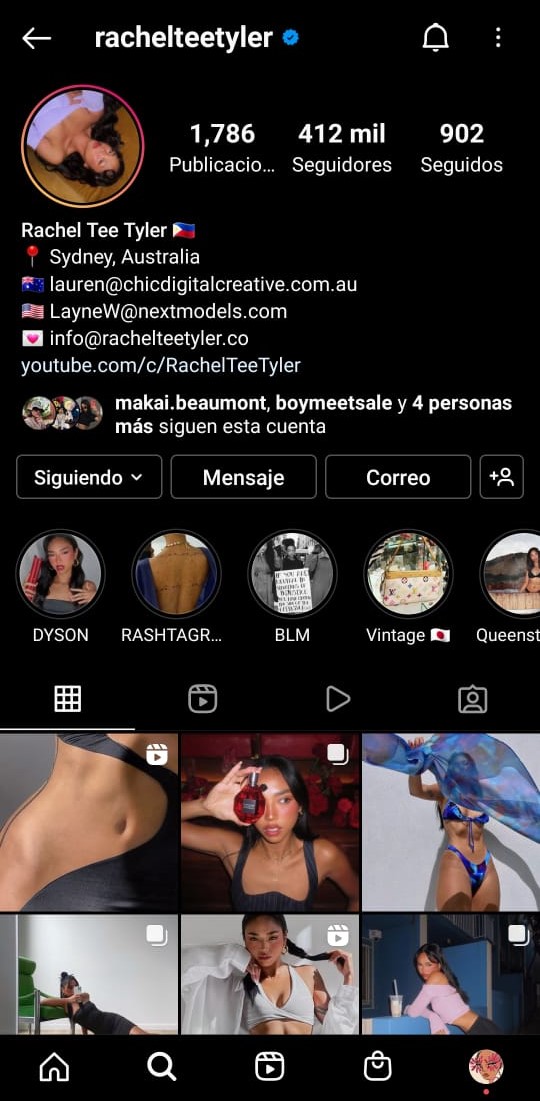 rachelteetyler
1,786 412 mil 902
Publicacio... Seguidores Seguidos
Rachel Tee Tyler 🇵🇭
📍 Sydney, Australia
🇦🇺 lauren@chicdigitalcreative.com.au
🇺🇸 LayneW@nextmodels.com
💌 info@rachelteetyler.co
youtube.com/c/RachelTeeTyler
makai.beaumont, boymeetsale y 4 personas
más siguen esta cuenta
Siguiendo Mensaje Correo
DYSON RASHTAGR... BLM Vintage 🇯🇵 Queenst